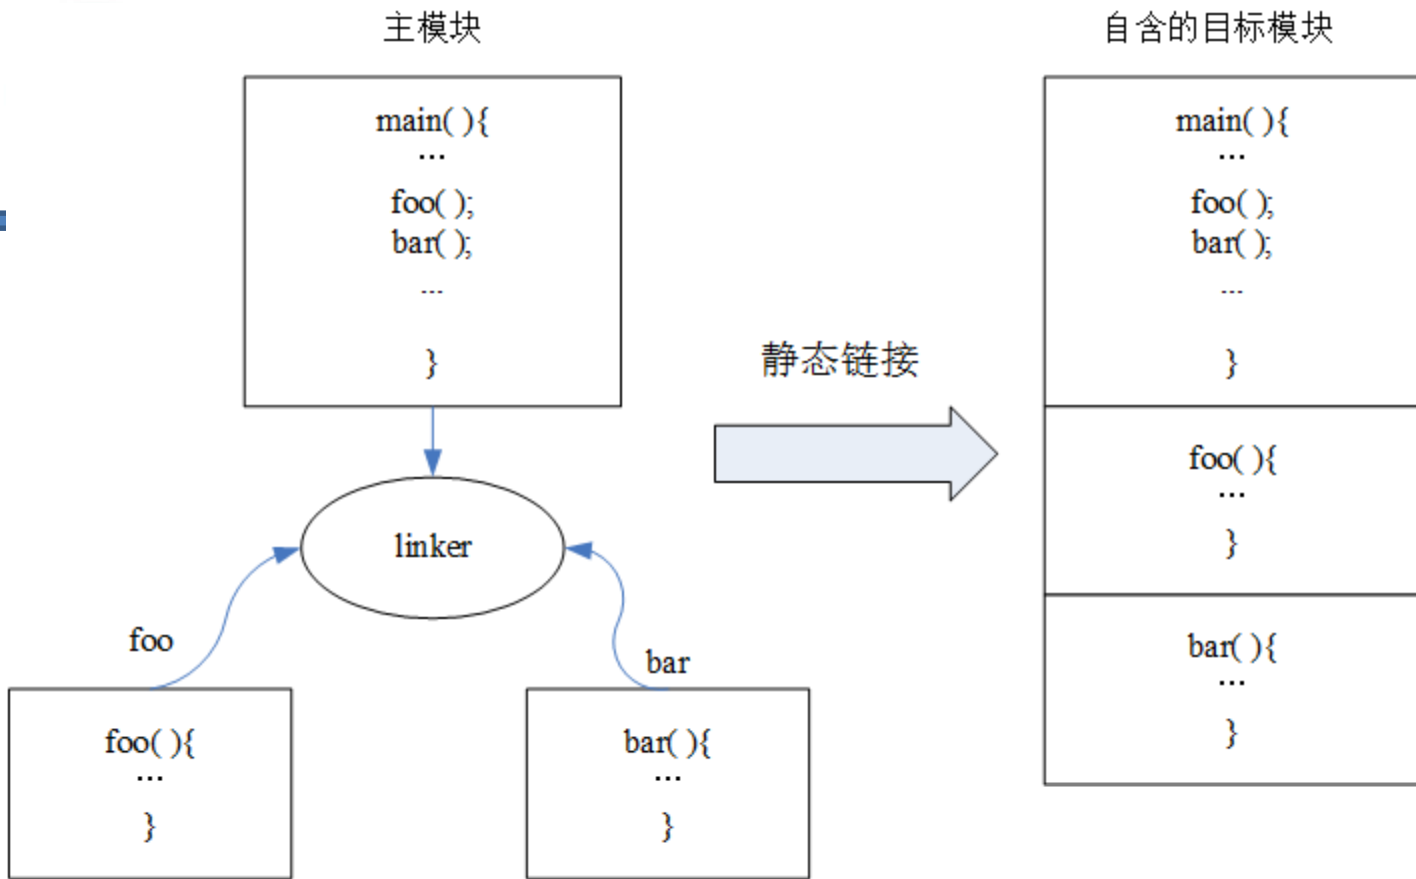 主模块
main( ){
...
foo( );
bar( );
...
}
linker
foo
bar
foo( ){
...
}
bar( ){
...
}
静态链接
自含的目标模块
main( ){
...
foo( );
bar( );
...
}
foo( ){
...
}
bar( ){
...
}